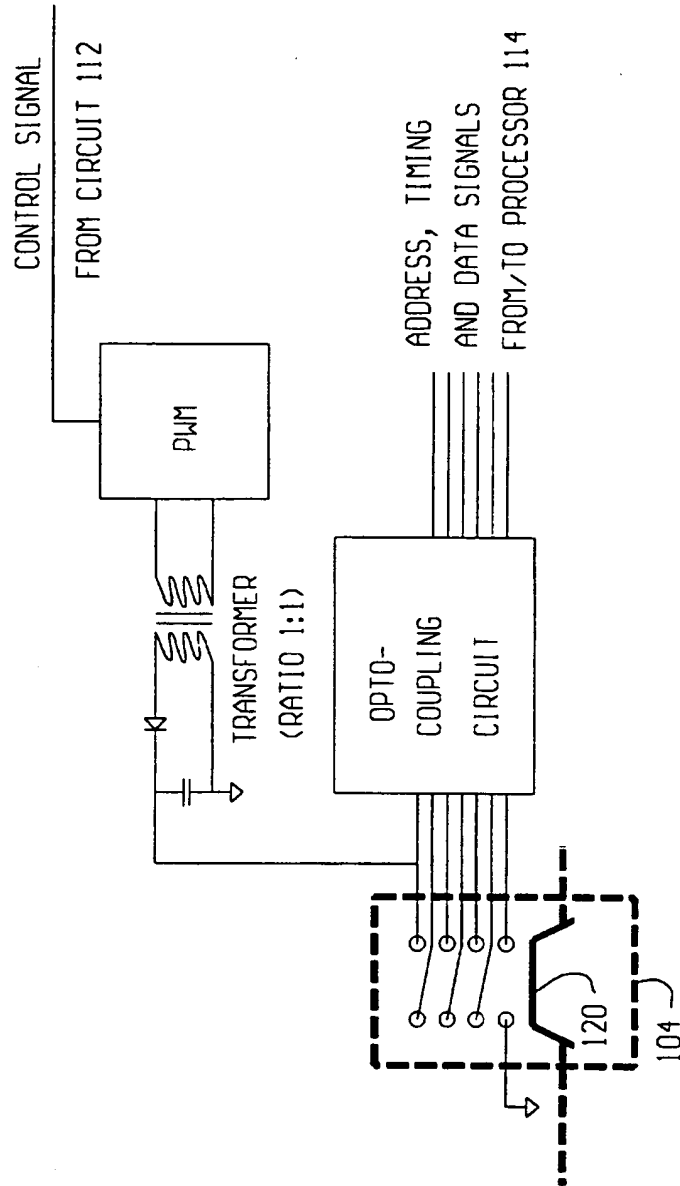 CONTROL SIGNAL
FROM CIRCUIT 112
PWM
TRANSFORMER
(RATIO 1:1)
ADDRESS, TIMING
AND DATA SIGNALS
FROM/TO PROCESSOR 114
OPTO-
COUPLING
CIRCUIT
120
104